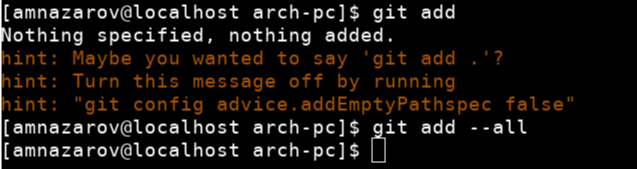 [amnazarov@localhost arch-pc]$ git add
Nothing specified, nothing added.
hint: Maybe you wanted to say 'git add .'?
hint: Turn this message off by running
hint: "git config advice.addEmptyPathspec false"
[amnazarov@localhost arch-pc]$ git add --all
[amnazarov@localhost arch-pc]$